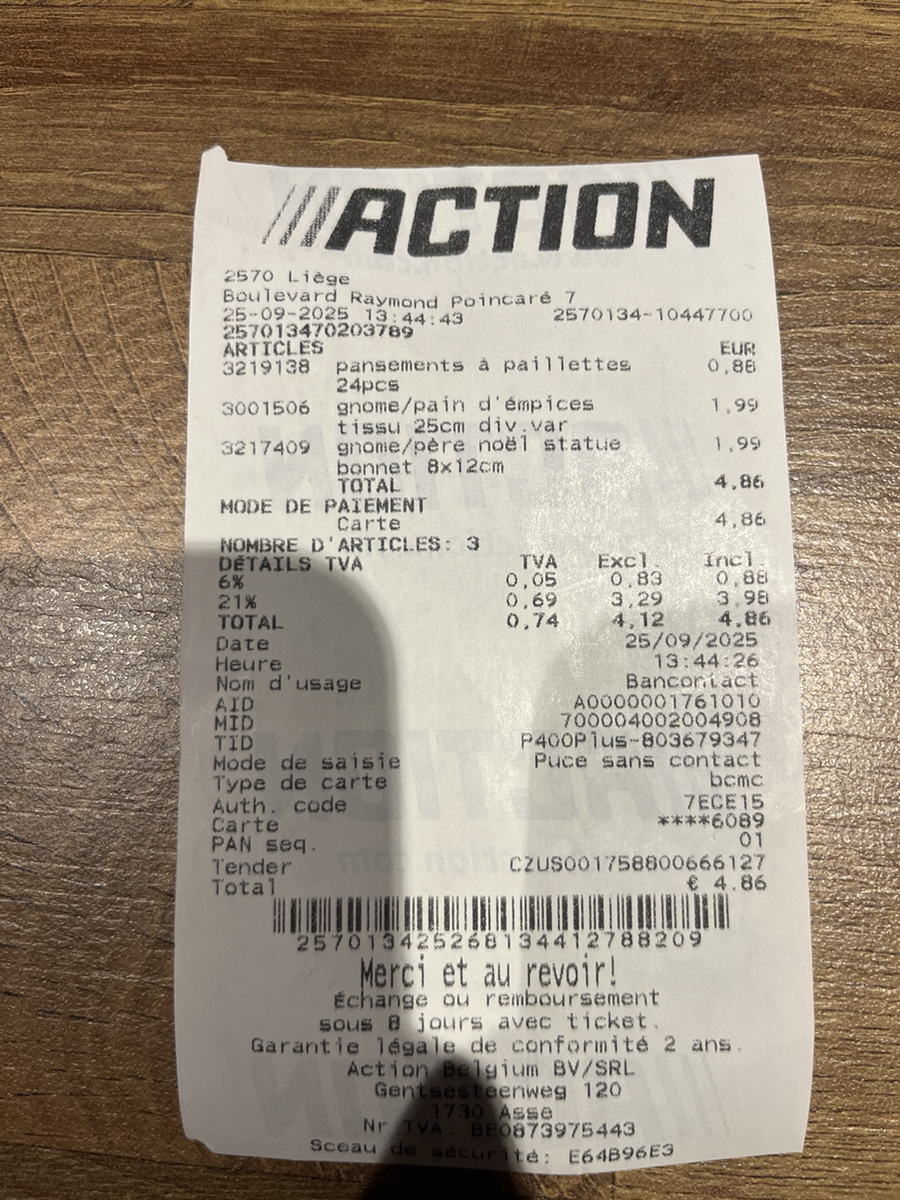 ///ACTION
2570 Liège
Boulevard Raymond Poincaré 7
25-09-2025 13:44:43 2570134-10447700
257013470203789
ARTICLES EUR
3219138 pansements à paillettes 0,88
24pcs
3001506 gnome/pain d'émpices 1,99
tissu 25cm div.var
3217409 gnome/père noël statue 1,99
bonnet 8x12cm
TOTAL 4,86
MODE DE PAIEMENT
Carte 4,86
NOMBRE D'ARTICLES: 3
DÉTAILS TVA TVA Excl. Incl.
6% 0,05 0,83 0,88
21% 0,69 3,29 3,98
TOTAL 0,74 4,12 4,86
Date 25/09/2025
Heure 13:44:26
Nom d'usage Bancontact
AID A0000001761010
MID 700004002004908
TID P400Plus-803679347
Mode de saisie Puce sans contact
Type de carte bcmc
Auth. code 7ECE15
Carte ****6089
PAN seq. 01
Tender CZUS001758800666127
Total € 4.86
257013425268134412788209
Merci et au revoir!
Échange ou remboursement
sous 8 jours avec ticket.
Garantie légale de conformité 2 ans.
Action Belgium BV/SRL
Gentsesteenweg 120
1730 Asse
Nr TVA. BE0873975443
Sceau de sécurité: E64B96E3